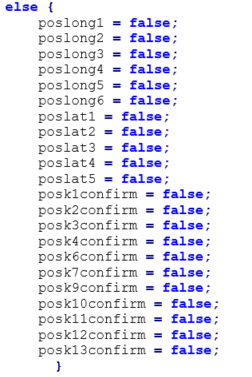 else {
poslong1 = false;
poslong2 = false;
poslong3 = false;
poslong4 = false;
poslong5 = false;
poslong6 = false;
poslat1 = false;
poslat2 = false;
poslat3 = false;
poslat4 = false;
poslat5 = false;
posk1confirm = false;
posk2confirm = false;
posk3confirm = false;
posk4confirm = false;
posk6confirm = false;
posk7confirm = false;
posk9confirm = false;
posk10confirm = false;
posk11confirm = false;
posk12confirm = false;
posk13confirm = false;
}